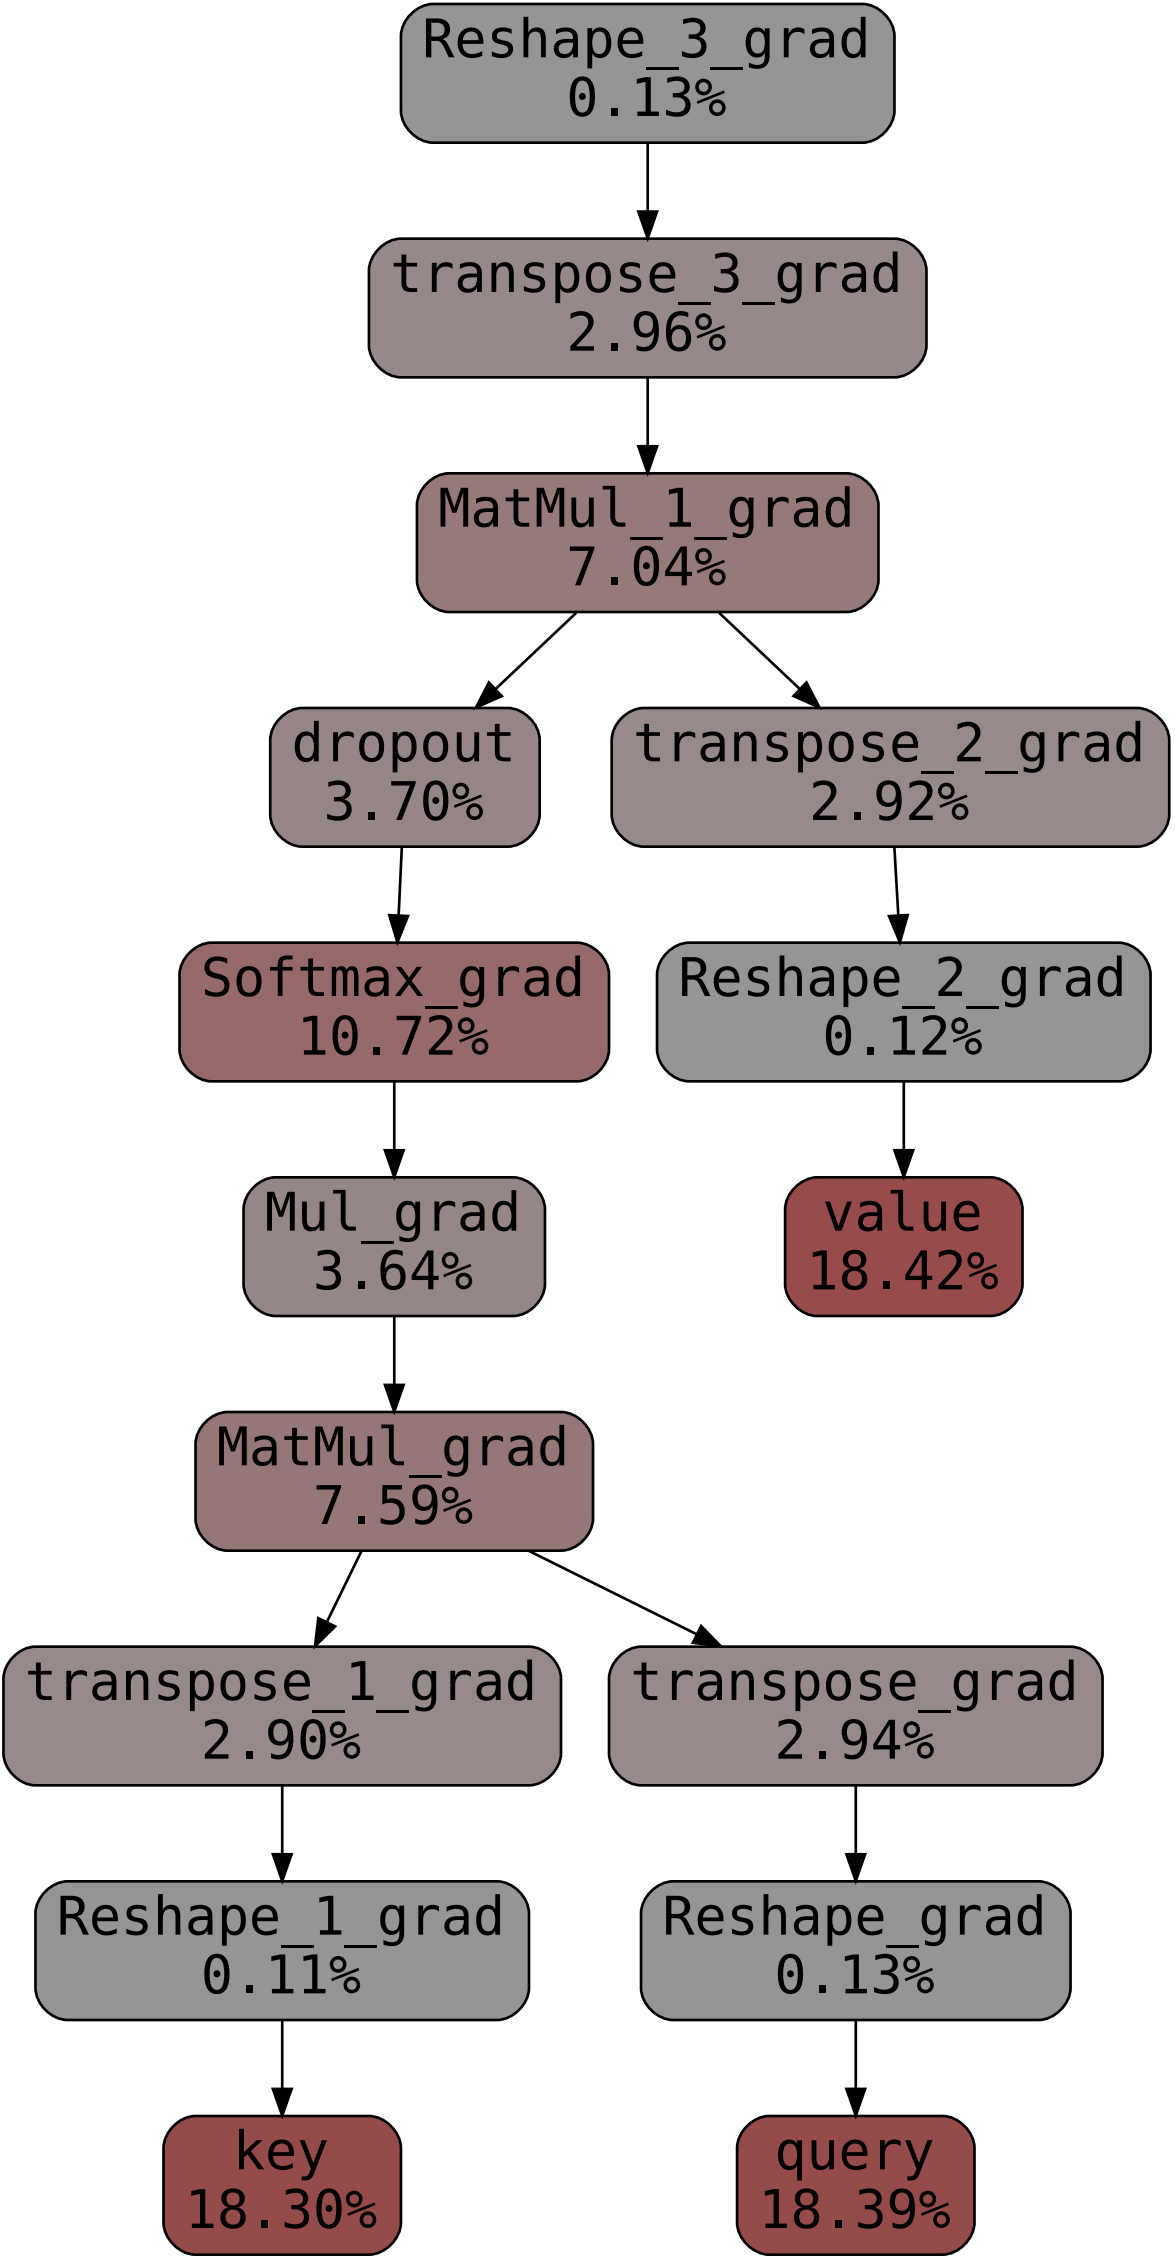 Reshape_3_grad
0.13%
transpose_3_grad
2.96%
MatMul_1_grad
7.04%
dropout
3.70%
transpose_2_grad
2.92%
Softmax_grad
10.72%
Reshape_2_grad
0.12%
Mul_grad
3.64%
value
18.42%
MatMul_grad
7.59%
transpose_1_grad
2.90%
transpose_grad
2.94%
Reshape_1_grad
0.11%
Reshape_grad
0.13%
key
18.30%
query
18.39%